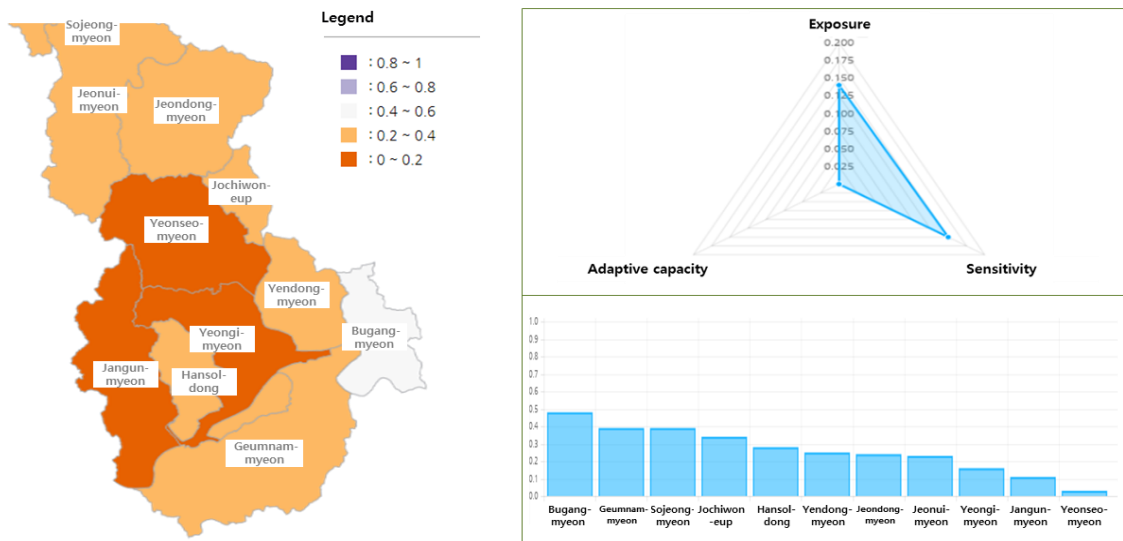 Sojeong-
myeon
Jeonui-
myeon
Jeondong-
myeon
Jochiwon-
eup
Yeonseo-
myeon
Yendong-
myeon
Bugang-
myeon
Yeongi-
myeon
Jangun-
myeon
Hansol-
dong
Geumnam-
myeon
Legend
: 0.8 ~ 1
: 0.6 ~ 0.8
: 0.4 ~ 0.6
: 0.2 ~ 0.4
: 0 ~ 0.2
Exposure
0.200
0.175
0.150
0.125
0.100
0.075
0.050
0.025
Adaptive capacity
Sensitivity
1.0
0.9
0.8
0.7
0.6
0.5
0.4
0.3
0.2
0.1
0.0
Bugang-
myeon
Geumnam-
myeon
Sojeong-
myeon
Jochiwon
-eup
Hansol-
dong
Yendong-
myeon
Jeondong-
myeon
Jeonui-
myeon
Yeongi-
myeon
Jangun-
myeon
Yeonseo-
myeon